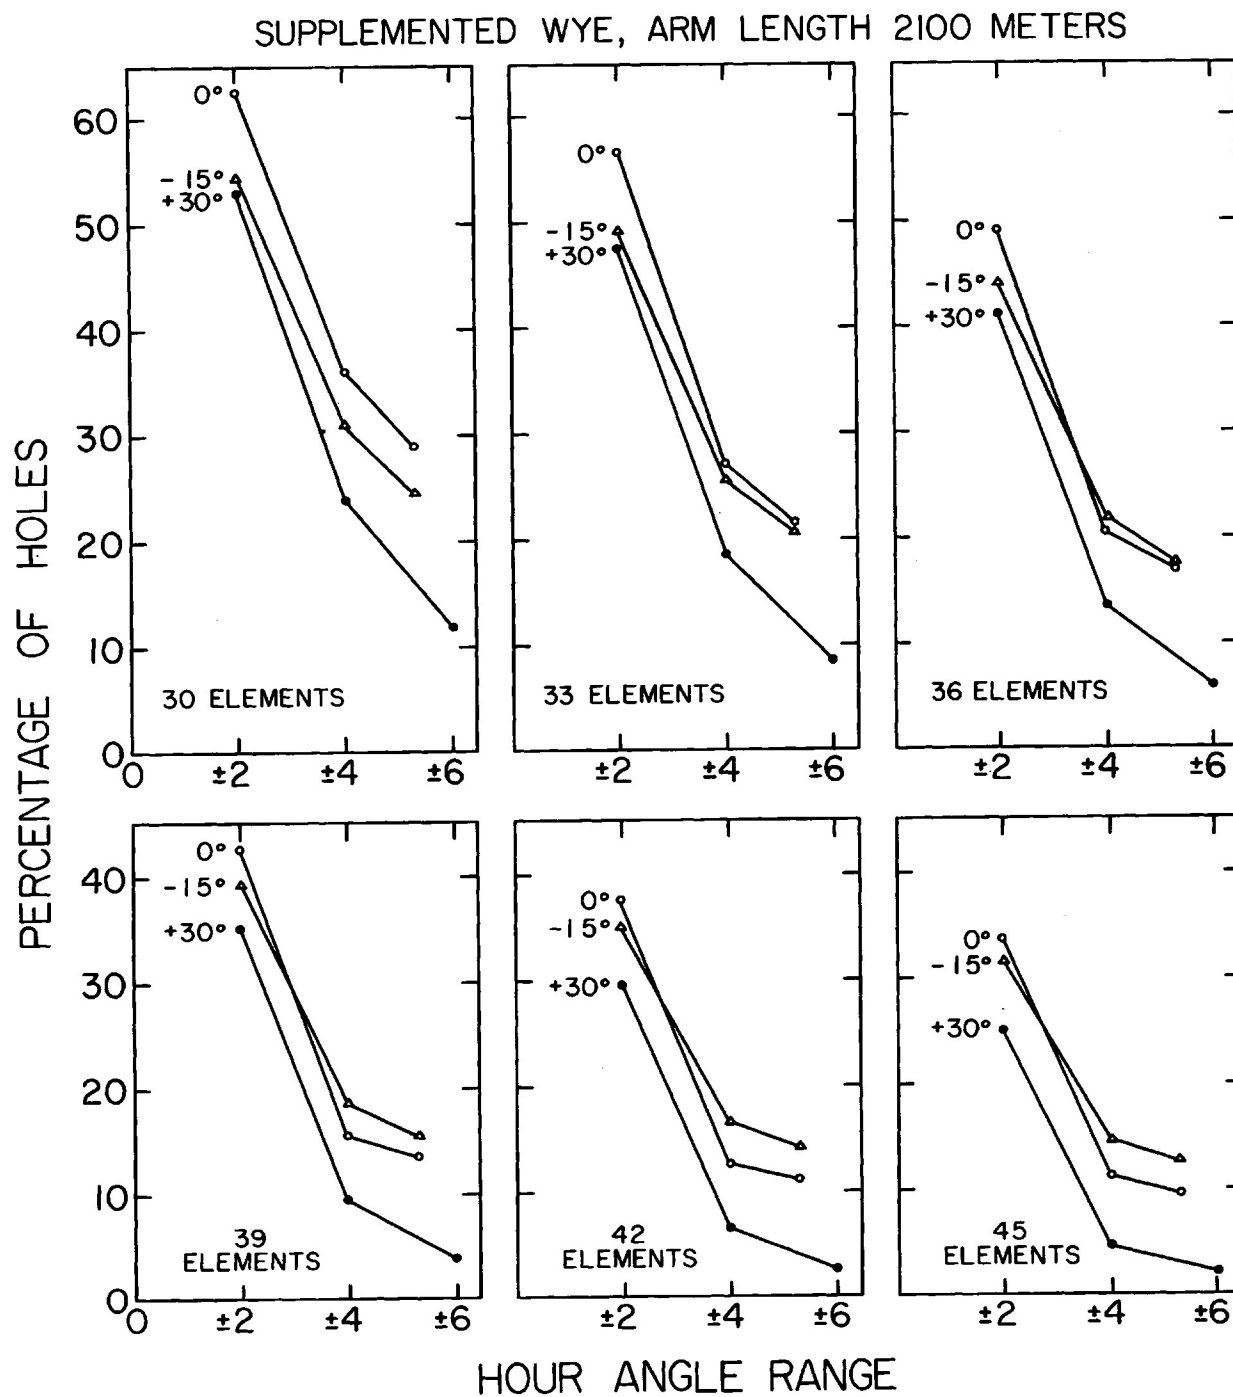 SUPPLEMENTED WYE, ARM LENGTH 2100 METERS
PERCENTAGE OF HOLES
60
50
40
30
20
10
0
0°
-15°
+30°
30 ELEMENTS
0 ±2 ±4 ±6
0°
-15°
+30°
33 ELEMENTS
±2 ±4 ±6
0°
-15°
+30°
36 ELEMENTS
±2 ±4 ±6
40
30
20
10
0
0°
-15°
+30°
39
ELEMENTS
0 ±2 ±4 ±6
0°
-15°
+30°
42
ELEMENTS
±2 ±4 ±6
0°
-15°
+30°
45
ELEMENTS
±2 ±4 ±6
HOUR ANGLE RANGE